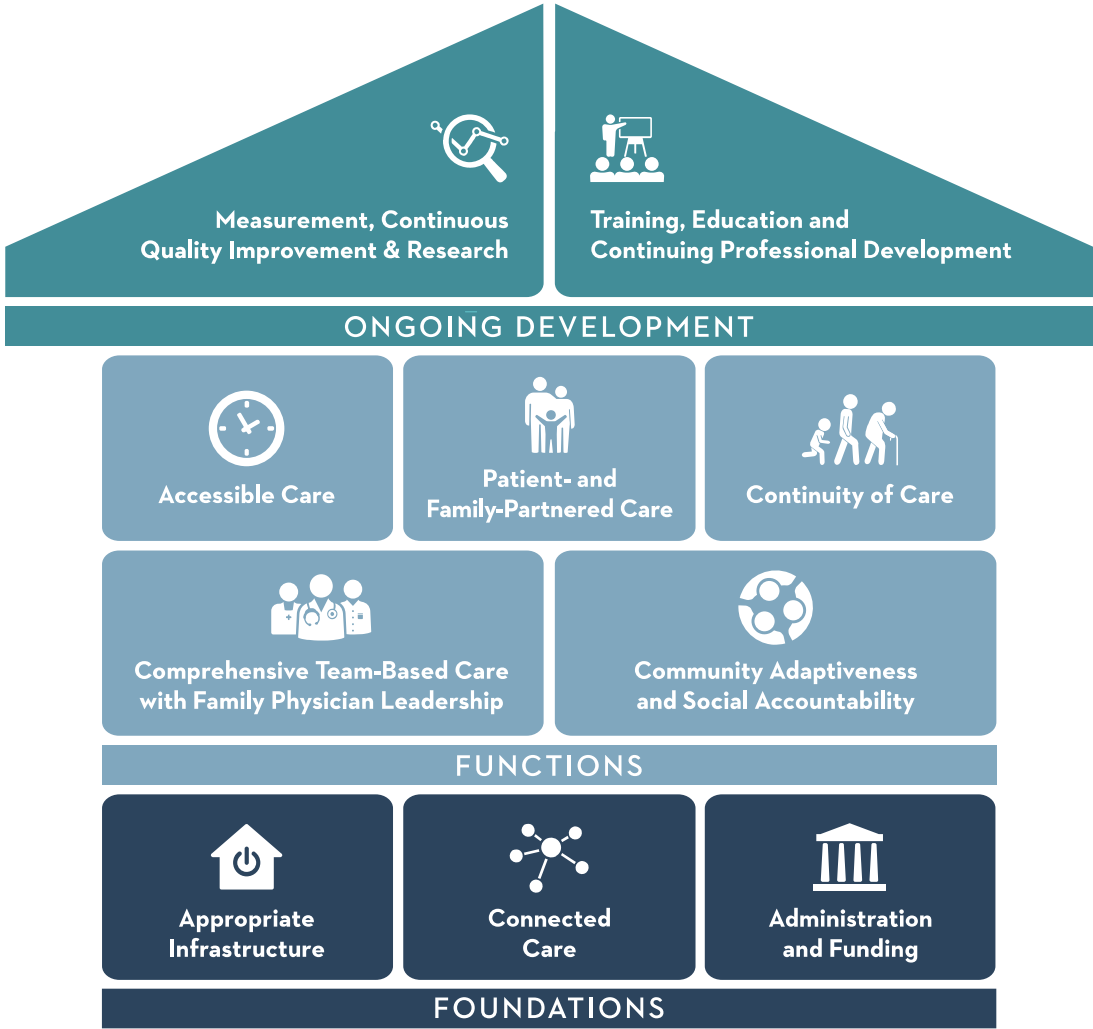 Measurement, Continuous
Quality Improvement & Research
Training, Education and
Continuing Professional Development
ONGOING DEVELOPMENT
Accessible Care
Patient- and
Family-Partnered Care
Continuity of Care
Comprehensive Team-Based Care
with Family Physician Leadership
Community Adaptiveness
and Social Accountability
FUNCTIONS
Appropriate
Infrastructure
Connected
Care
Administration
and Funding
FOUNDATIONS